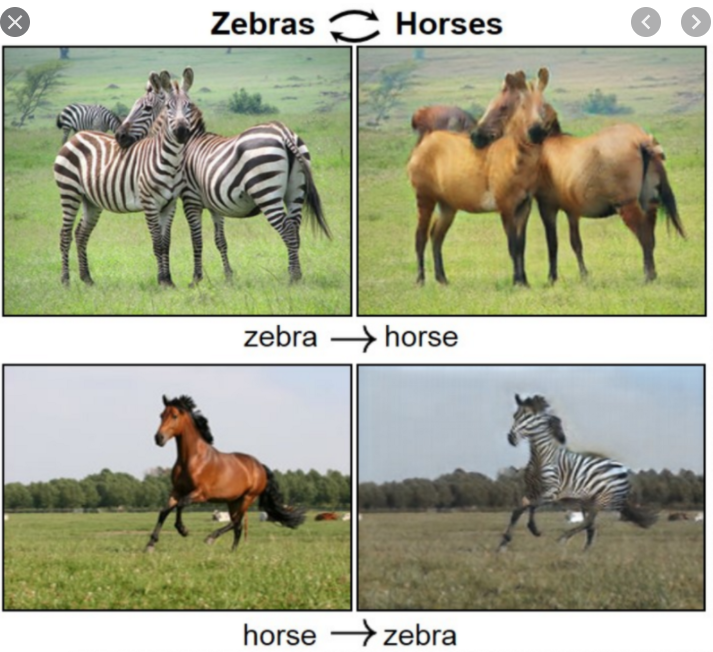 Zebras ⇄ Horses
zebra → horse
horse → zebra